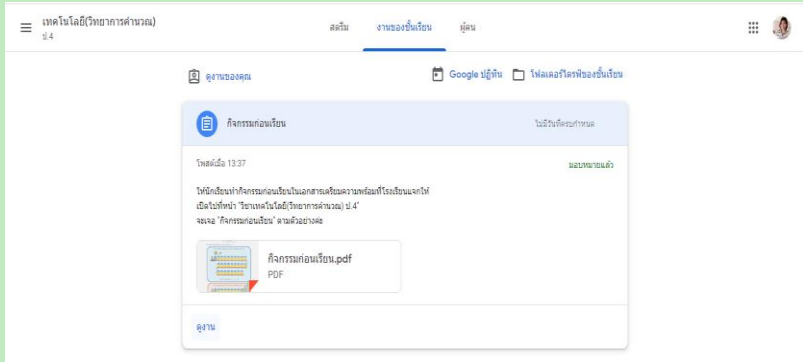 เทคโนโลยี(วิทยาการคำนวณ)
ป.4
สตรีม
งานของชั้นเรียน
ผู้คน
ดูงานของคุณ
Google ปฏิทิน
โฟลเดอร์ไดรฟ์ของชั้นเรียน
กิจกรรมก่อนเรียน
ไม่มีวันที่ครบกำหนด
โพสต์เมื่อ 13:37
มอบหมายแล้ว
ให้นักเรียนทำกิจกรรมก่อนเรียนในเอกสารเตรียมความพร้อมที่โรงเรียนแจกให้
เปิดไปที่หน้า "วิชาเทคโนโลยี(วิทยาการคำนวณ) ป.4"
จะเจอ "กิจกรรมก่อนเรียน" ตามตัวอย่างค่ะ
กิจกรรมก่อนเรียน.pdf
PDF
ดูงาน